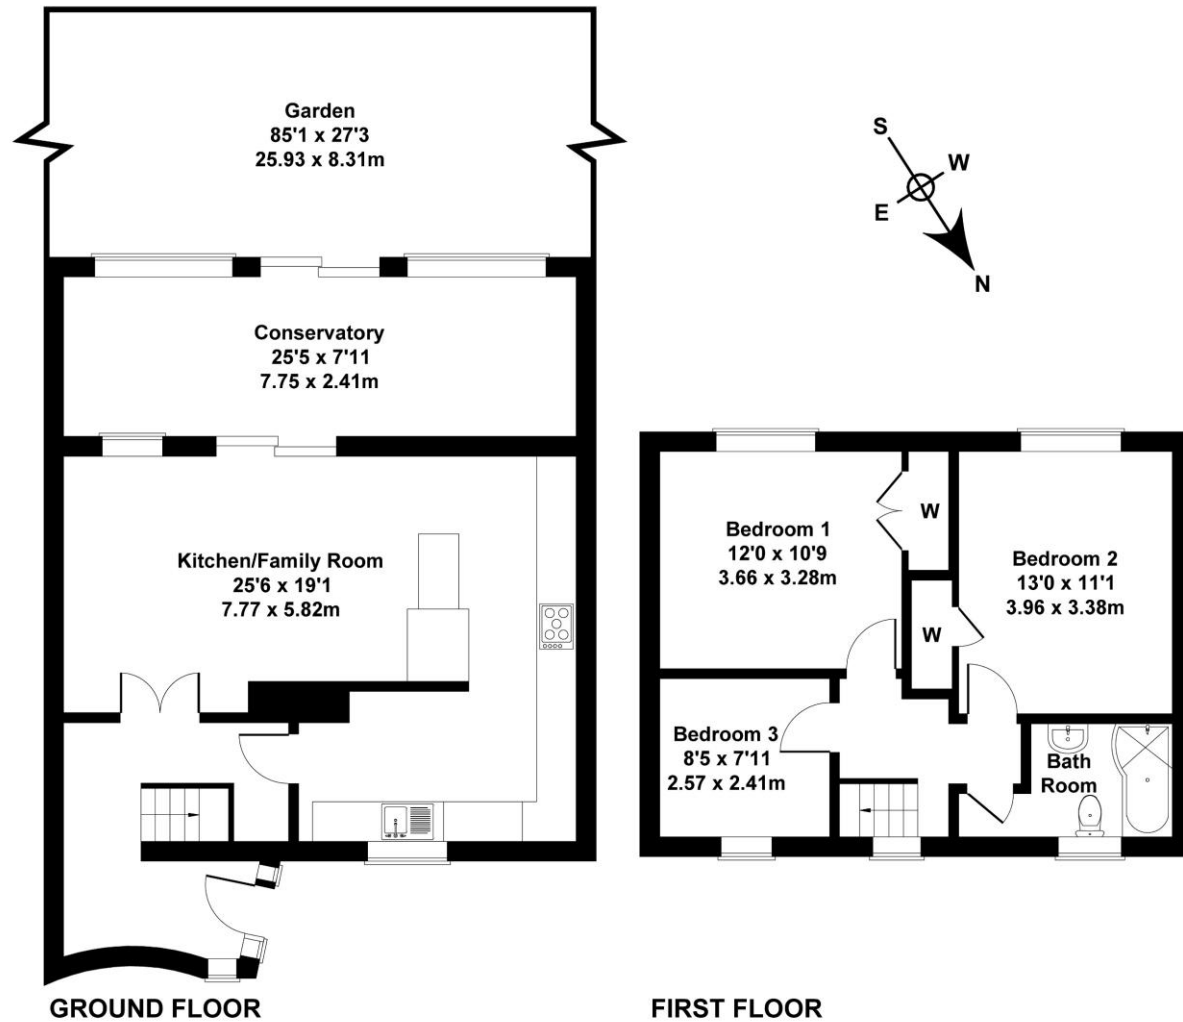 Garden
85'1 x 27'3
25.93 x 8.31m
S
W
E
N
Conservatory
25'5 x 7'11
7.75 x 2.41m
Kitchen/Family Room
25'6 x 19'1
7.77 x 5.82m
Bedroom 1
12'0 x 10'9
3.66 x 3.28m
W
Bedroom 2
13'0 x 11'1
3.96 x 3.38m
W
Bedroom 3
8'5 x 7'11
2.57 x 2.41m
Bath
Room
GROUND FLOOR
FIRST FLOOR